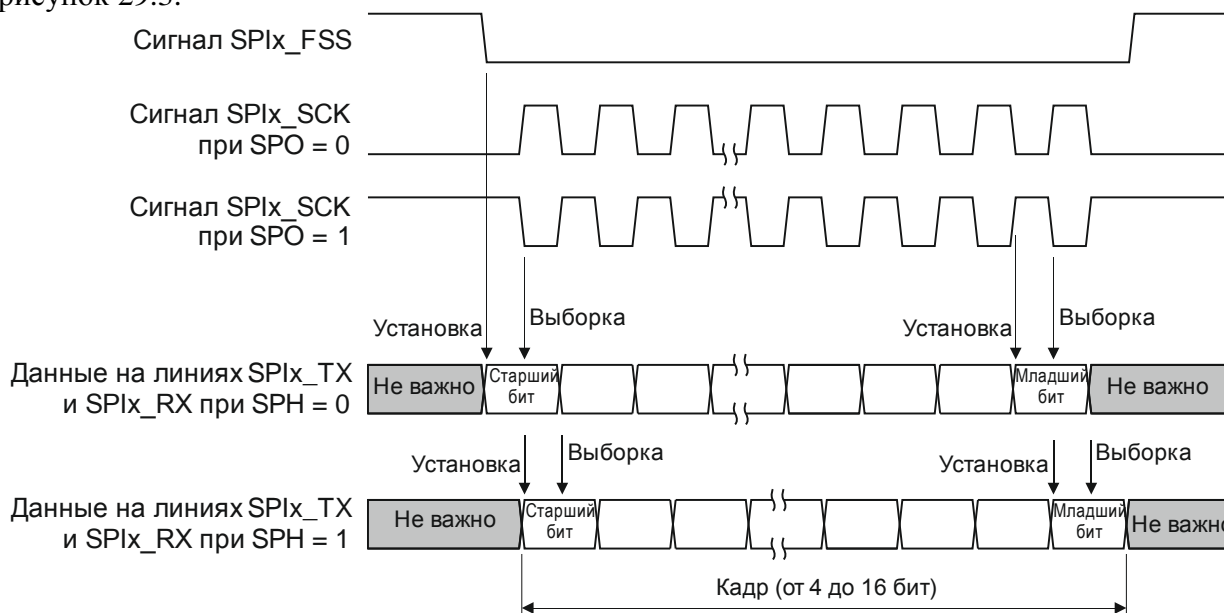 рисунок 29.3.
Сигнал SPIx_FSS
Сигнал SPIx_SCK
при SPO = 0
Сигнал SPIx_SCK
при SPO = 1
Установка
Выборка
Установка
Выборка
Данные на линиях SPIx_TX
и SPIx_RX при SPH = 0
Не важно
Старший
бит
Младший
бит
Не важно
Установка
Выборка
Установка
Выборка
Данные на линиях SPIx_TX
и SPIx_RX при SPH = 1
Не важно
Старший
бит
Младший
бит
Не важно
Кадр (от 4 до 16 бит)